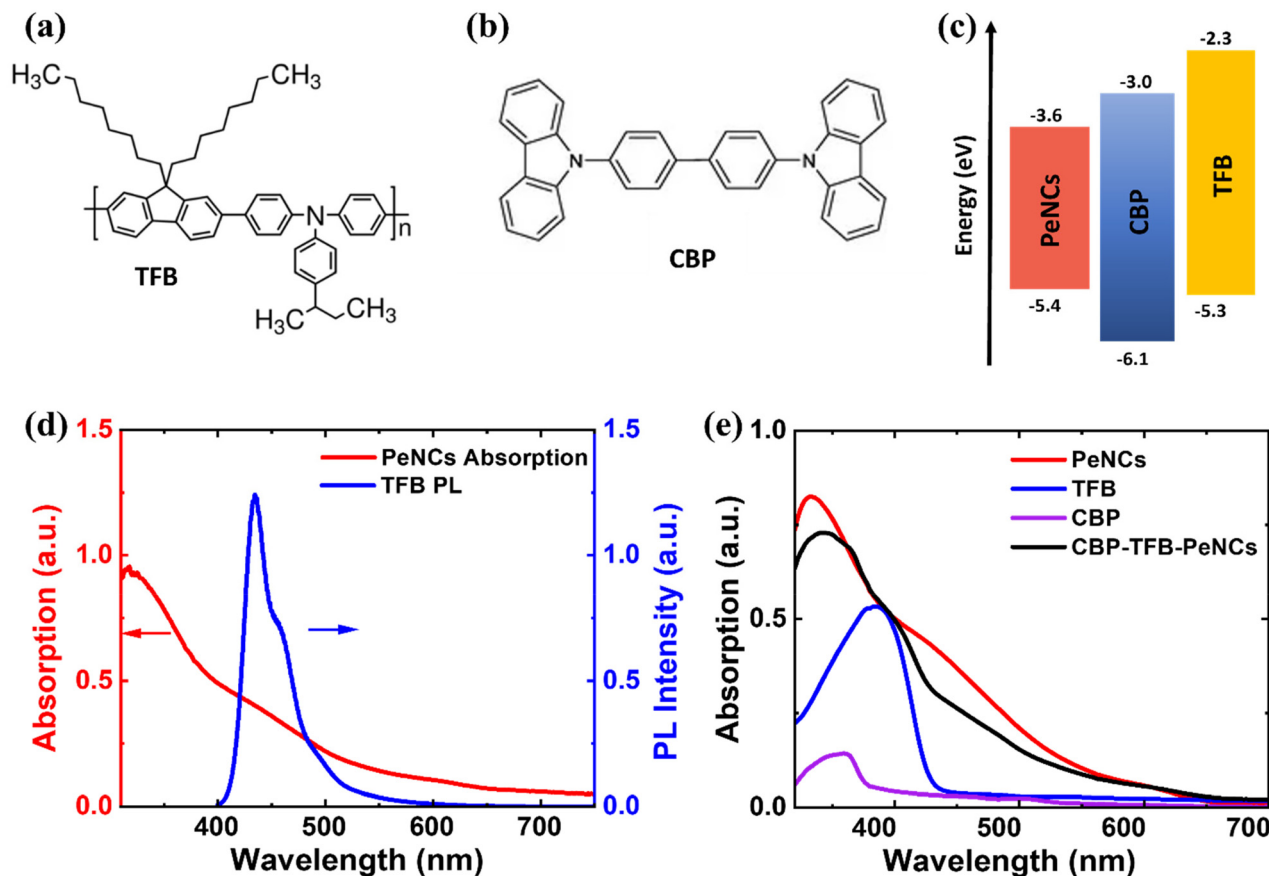 (a)
H3C
CH3
N
n
TFB
H3C
CH3
(b)
N
N
CBP
(c)
Energy (eV)
-2.3
-3.0
-3.6
PeNCs
CBP
TFB
-5.4
-5.3
-6.1
(d)
1.5
1.0
0.5
0.0
Absorption (a.u.)
PeNCs Absorption
TFB PL
1.5
1.0
0.5
0.0
PL Intensity (a.u.)
400
500
600
700
Wavelength (nm)
(e)
1.0
0.5
0.0
Absorption (a.u.)
PeNCs
TFB
CBP
CBP-TFB-PeNCs
400
500
600
700
Wavelength (nm)